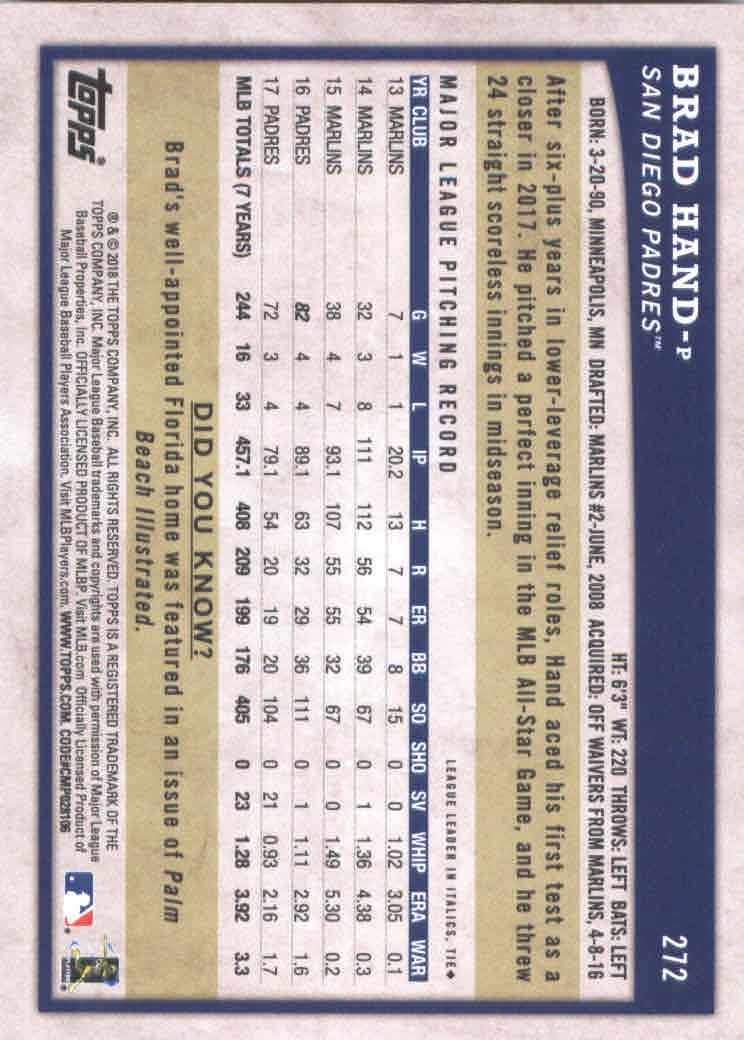 272
BRAD HAND-P
SAN DIEGO PADRES™
HT: 6'3" WT: 220 THROWS: LEFT BATS: LEFT
BORN: 3-20-90, MINNEAPOLIS, MN DRAFTED: MARLINS #2-JUNE, 2008 ACQUIRED: OFF WAIVERS FROM MARLINS, 4-8-16
After six-plus years in lower-leverage relief roles, Hand aced his first test as a
closer in 2017. He pitched a perfect inning in the MLB All-Star Game, and he threw
24 straight scoreless innings in midseason.
MAJOR LEAGUE PITCHING RECORD LEAGUE LEADER IN ITALICS, TIE◆
YR CLUB G W L IP H R ER BB SO SHO SV WHIP ERA WAR
13 MARLINS 7 1 1 20.2 13 7 7 8 15 0 0 1.02 3.05 0.1
14 MARLINS 32 3 8 111 112 56 54 39 67 0 1 1.36 4.38 0.3
15 MARLINS 38 4 7 93.1 107 55 55 32 67 0 0 1.49 5.30 0.2
16 PADRES 82 4 4 89.1 63 32 29 36 111 0 1 1.11 2.92 1.6
17 PADRES 72 3 4 79.1 54 20 19 20 104 0 21 0.93 2.16 1.7
MLB TOTALS (7 YEARS) 244 16 33 457.1 408 209 199 176 405 0 23 1.28 3.92 3.3
DID YOU KNOW?
Brad's well-appointed Florida home was featured in an issue of Palm
Beach Illustrated.
topps®
® & © 2018 THE TOPPS COMPANY, INC. ALL RIGHTS RESERVED. TOPPS IS A REGISTERED TRADEMARK OF THE
TOPPS COMPANY, INC. Major League Baseball trademarks and copyrights are used with permission of Major League
Baseball Properties, Inc. OFFICIALLY LICENSED PRODUCT OF MLBP. Visit MLB.com Officially Licensed Product of
Major League Baseball Players Association. Visit MLBPlayers.com. WWW.TOPPS.COM. CODE#CMP028106